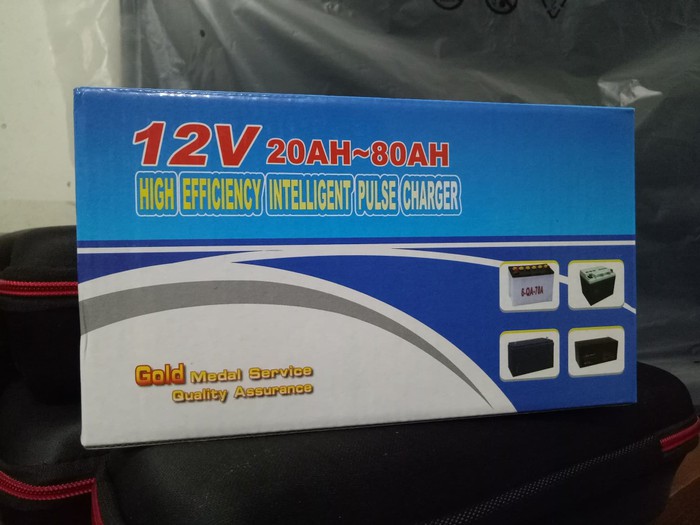 12V 20AH~80AH
HIGH EFFICIENCY INTELLIGENT PULSE CHARGER
6-QA-70A
Gold Medal Service
Quality Assurance